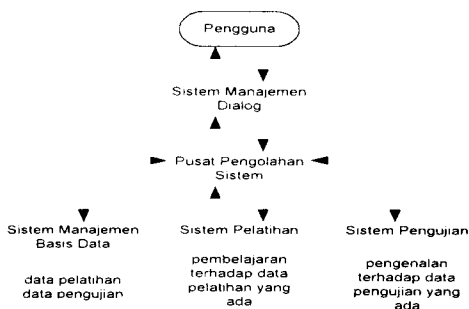 Pengguna
Sistem Manajemen
Dialog
Pusat Pengolahan
Sistem
Sistem Manajemen
Basis Data
data pelatihan
data pengujian
Sistem Pelatihan
pembelajaran
terhadap data
pelatihan yang
ada
Sistem Pengujian
pengenalan
terhadap data
pengujian yang
ada